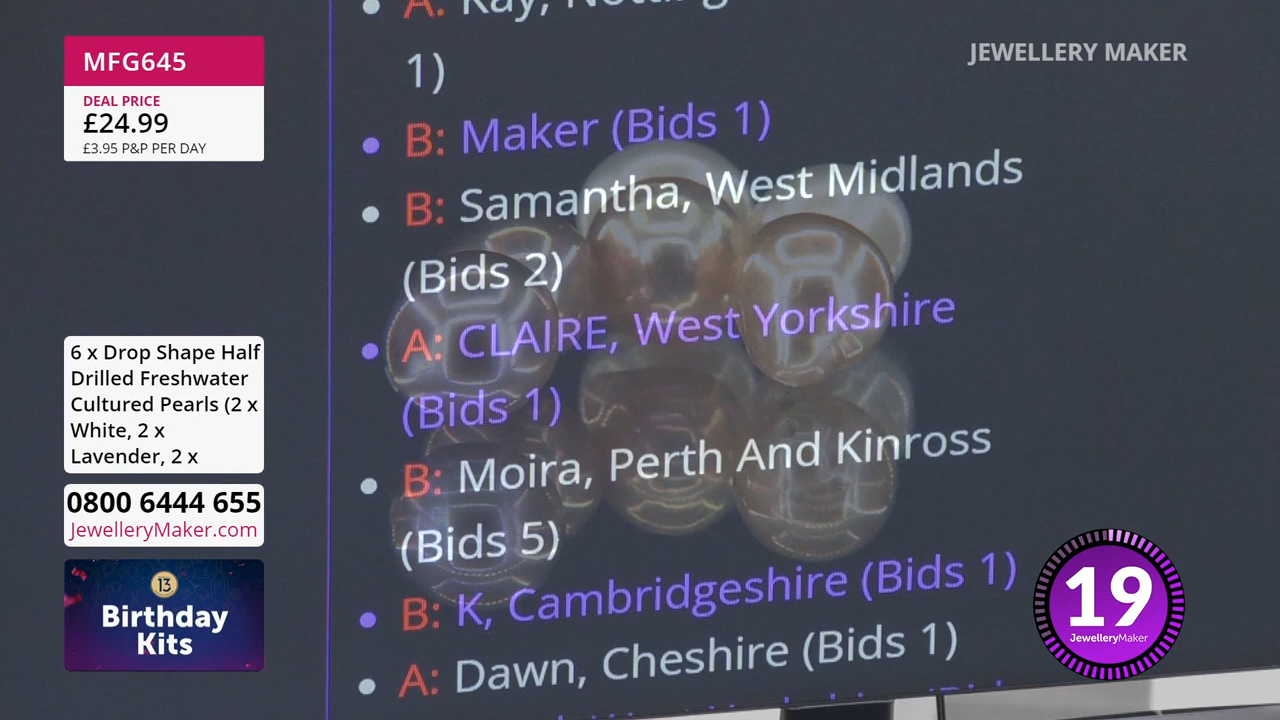 MFG645
DEAL PRICE
£24.99
£3.95 P&P PER DAY
6 x Drop Shape Half
Drilled Freshwater
Cultured Pearls (2 x
White, 2 x
Lavender, 2 x
0800 6444 655
JewelleryMaker.com
13
Birthday
Kits
JEWELLERY MAKER
A: Kay,
1)
B: Maker (Bids 1)
B: Samantha, West Midlands
(Bids 2)
A: CLAIRE, West Yorkshire
(Bids 1)
B: Moira, Perth And Kinross
(Bids 5)
B: K, Cambridgeshire (Bids 1)
A: Dawn, Cheshire (Bids 1)
19
JewelleryMaker